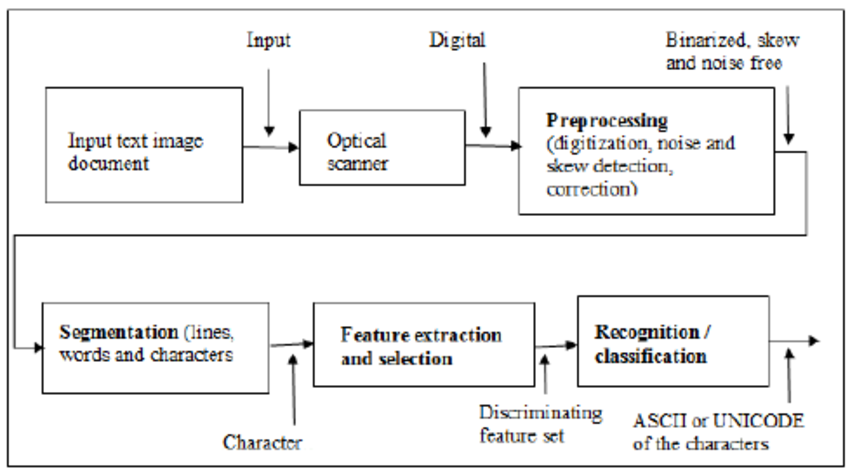 Input
Digital
Binarized, skew
and noise free
Input text image
document
Optical
scanner
Preprocessing
(digitization, noise and
skew detection,
correction)
Segmentation (lines,
words and characters
Feature extraction
and selection
Recognition /
classification
Character
Discriminating
feature set
ASCII or UNICODE
of the characters